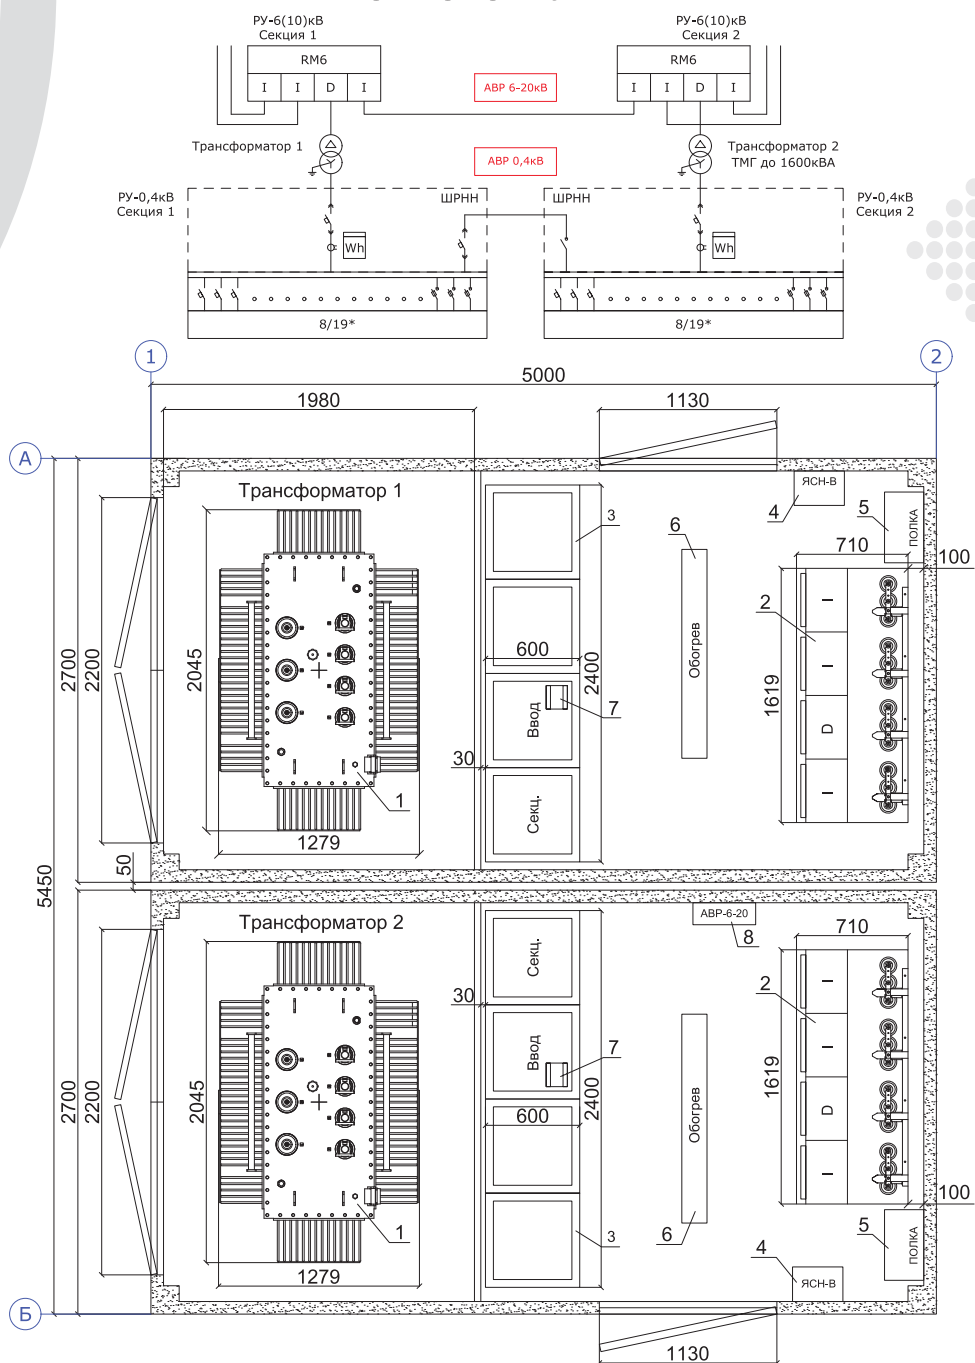 РУ-6(10)кВ
Секция 1
РУ-6(10)кВ
Секция 2
RM6
I I D I
АВР 6-20кВ
RM6
I I D I
Трансформатор 1
АВР 0,4кВ
Трансформатор 2
ТМГ до 1600кВА
РУ-0,4кВ
Секция 1
ШРНН
ШРНН
РУ-0,4кВ
Секция 2
Wh
Wh
8/19*
8/19*
1
2
5000
1980
1130
А
Трансформатор 1
ЯСН-В
4
5
ПОЛКА
3
6
710
100
2
2700
2200
2045
600
2400
Обогрев
1619
I
I
D
I
Ввод
7
30
Секц.
1
1279
50
5450
Трансформатор 2
Секц.
АВР-6-20
8
710
30
Ввод
7
2
2700
2200
2045
600
2400
Обогрев
1619
I
I
D
I
100
1
3
6
4
5
ПОЛКА
1279
ЯСН-В
Б
1130